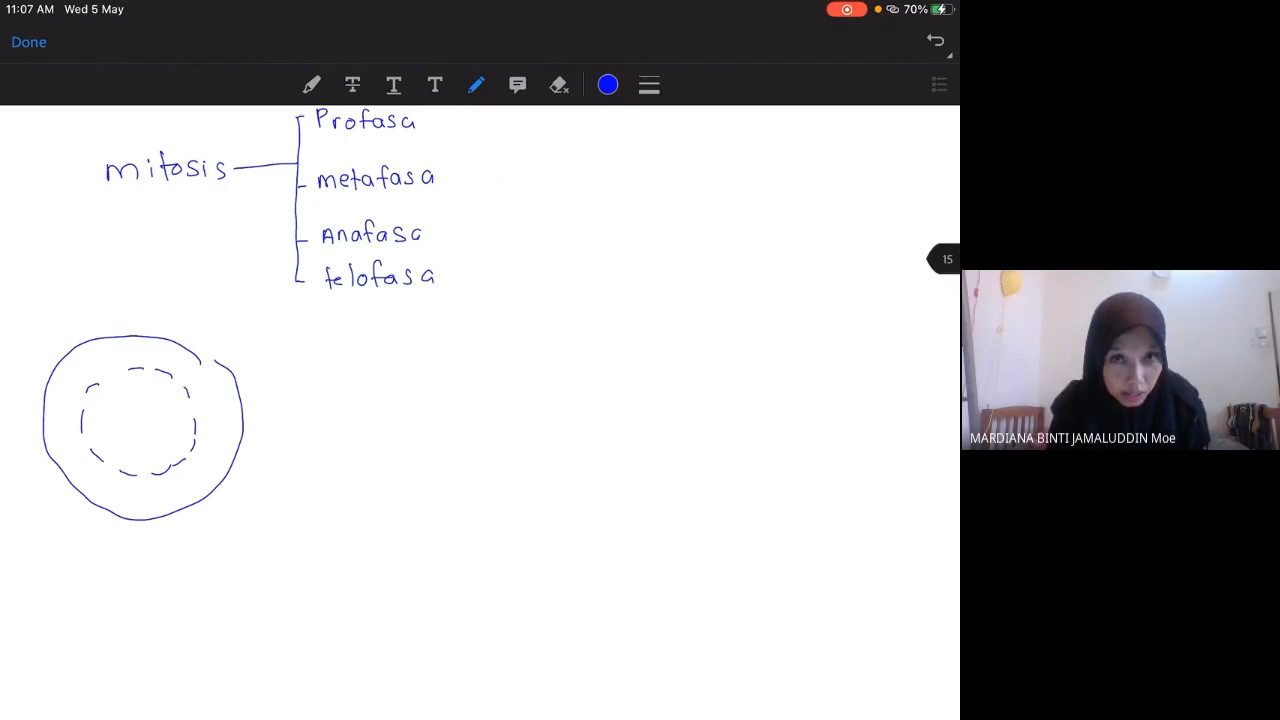 11:07 AM Wed 5 May
70%
Done
T T T
Profasa
mitosis
metafasa
Anafasa
telofasa
15
MARDIANA BINTI JAMALUDDIN Moe